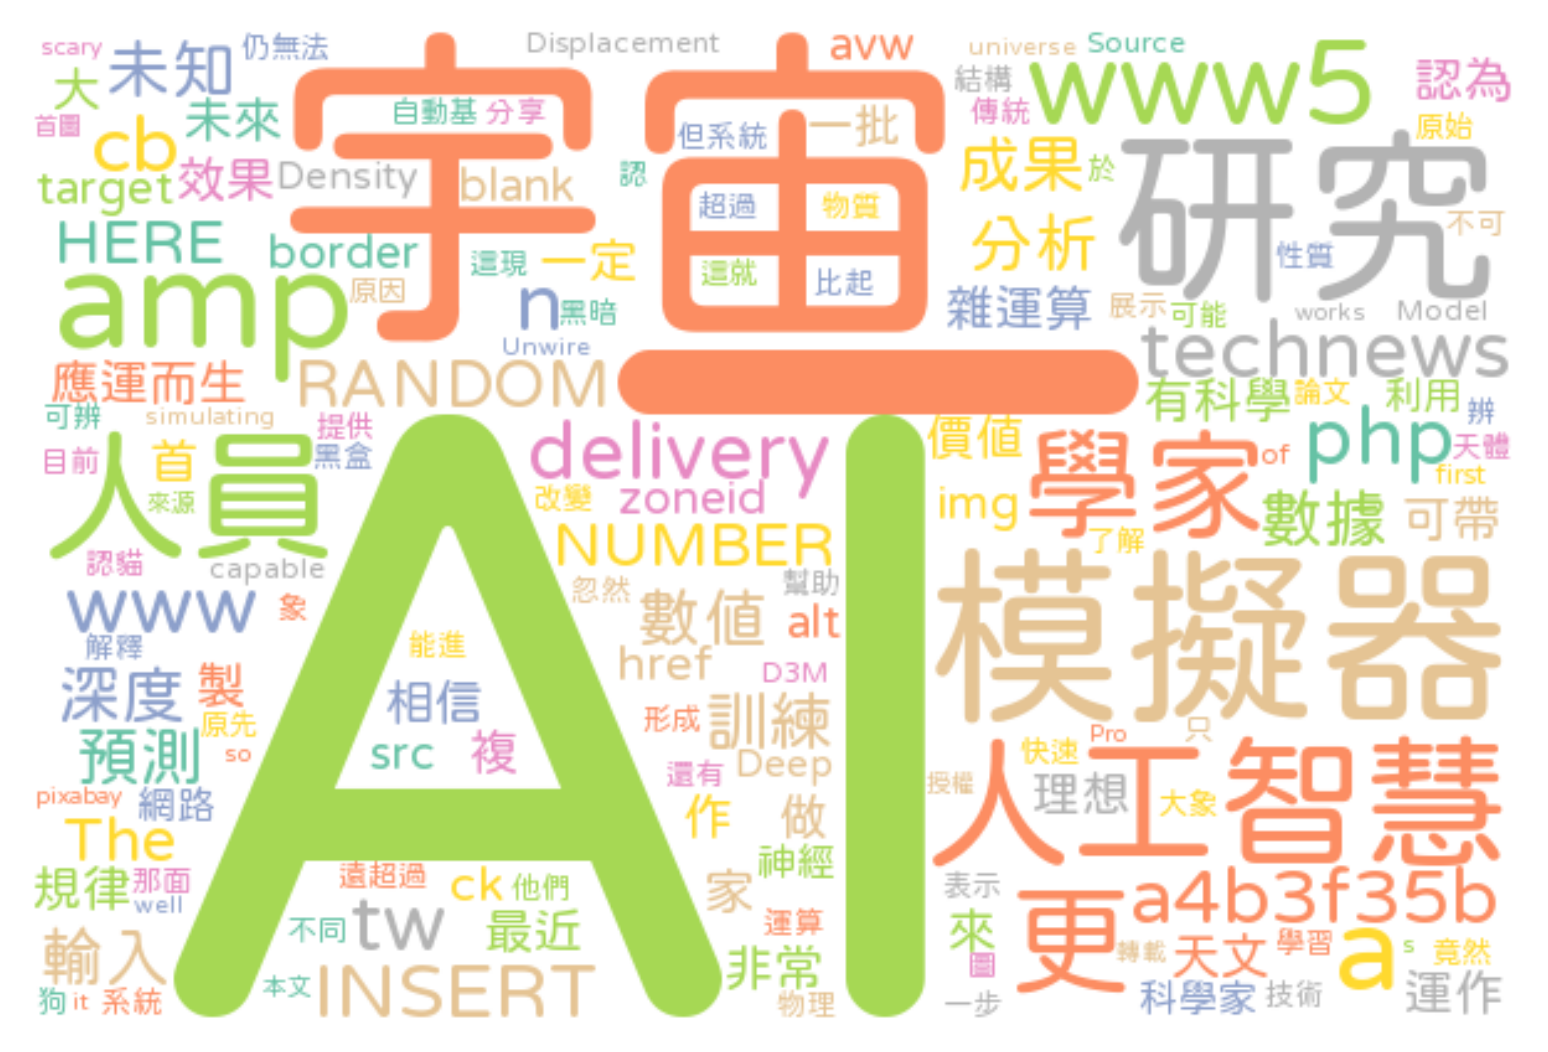 scary
未知
仍無法
Displacement
avw
universe
Source
www5
認為
大
未來
宇宙
自動基
分享
但系統
一批
結構
傳統
原始
首圖
cb
效果
Density
blank
認
成果
於
研究
target
超過
物質
不可
HERE
border
這現
一定
這就
比起
分析
性質
amp
原因
n
黑暗
雜運算
展示
可能
works
Model
Unwire
technews
應運而生
RANDOM
一
有科學
論文
利用
辨
可辨
simulating
提供
AI
delivery
價值
學家
of
php
天體
目前
人員
首
黑盒
來源
改變
zoneid
img
first
數據
可帶
認貓
capable
NUMBER
了解
www
象
忽然
幫助
模擬器
解釋
能進
數值
alt
深度
製
相信
href
D3M
原先
形成
訓練
Pro
只
預測
so
src
複
還有
Deep
快速
人工智慧
pixabay
網路
作
做
授權
理想
大象
The
神經
規律
那面
遠超過
ck
他們
家
表示
更
a4b3f35b
well
不同
tw
最近
運算
來
輸入
非常
圖
轉載
天文
學習
a
s
竟然
狗
it
系統
本文
INSERT
物理
一步
科學家
技術
運作